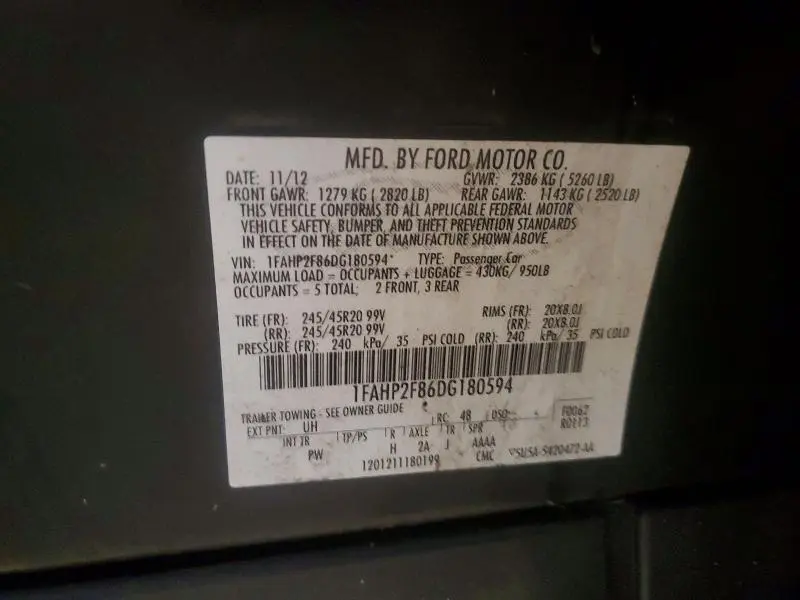 MFD. BY FORD MOTOR CO.
DATE: 11/12 GVWR: 2386 KG ( 5260 LB)
FRONT GAWR: 1279 KG ( 2820 LB) REAR GAWR: 1143 KG ( 2520 LB)
THIS VEHICLE CONFORMS TO ALL APPLICABLE FEDERAL MOTOR
VEHICLE SAFETY, BUMPER, AND THEFT PREVENTION STANDARDS
IN EFFECT ON THE DATE OF MANUFACTURE SHOWN ABOVE.
VIN: 1FAHP2F86DG180594 TYPE: Passenger Car
MAXIMUM LOAD = OCCUPANTS + LUGGAGE = 430KG/ 950LB
OCCUPANTS = 5 TOTAL; 2 FRONT, 3 REAR
TIRE (FR): 245/45R20 99V RIMS (FR): 20X8.0J
(RR): 245/45R20 99V (RR): 20X8.0J
PRESSURE (FR): 240 kPa/ 35 PSI COLD (RR): 240 kPa/ 35 PSI COLD
1FAHP2F86DG180594
TRAILER TOWING - SEE OWNER GUIDE
EXT PNT: UH RC: 48 DSO: F0062
R0113
INT TR TP/PS R AXLE TR SPR
PW H 2A J AAAA
1201211180199 CMC